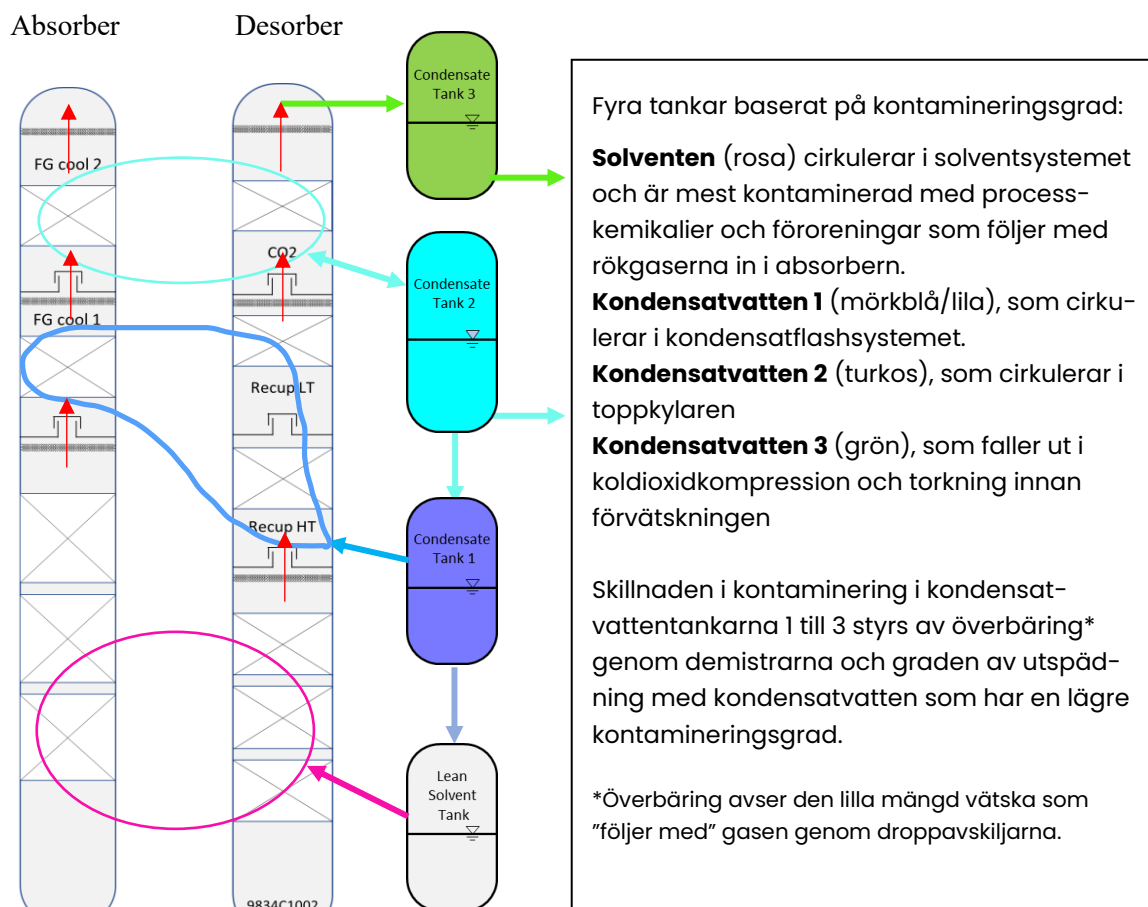 Absorber
Desorber
FG cool 2
FG cool 1
CO2
Recup LT
Recup HT
9834C1002
Condensate
Tank 3
Condensate
Tank 2
Condensate
Tank 1
Lean
Solvent
Tank
Fyra tankar baserat på kontamineringsgrad:
Solventen (rosa) cirkulerar i solventsystemet
och är mest kontaminerad med process-
kemikalier och föroreningar som följer med
rökgaserna in i absorbern.
Kondensatvatten 1 (mörkblå/lila), som cirku-
lerar i kondensatflashsystemet.
Kondensatvatten 2 (turkos), som cirkulerar i
toppkylaren
Kondensatvatten 3 (grön), som faller ut i
koldioxidkompression och torkning innan
förvätskningen
Skillnaden i kontaminering i kondensat-
vattentankarna 1 till 3 styrs av överbäring*
genom demistrarna och graden av utspäd-
ning med kondensatvatten som har en lägre
kontamineringsgrad.
*Överbäring avser den lilla mängd vätska som
”följer med” gasen genom droppavskiljarna.